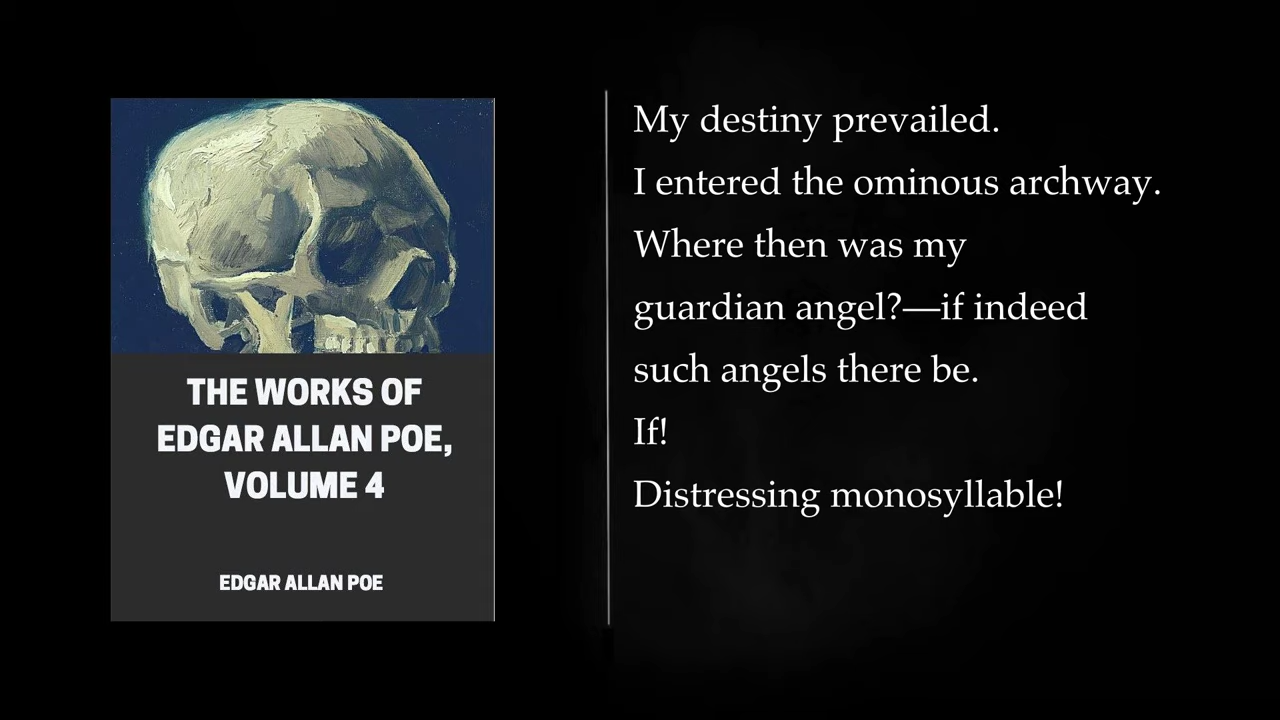 THE WORKS OF
EDGAR ALLAN POE,
VOLUME 4
EDGAR ALLAN POE
My destiny prevailed.
I entered the ominous archway.
Where then was my
guardian angel?—if indeed
such angels there be.
If!
Distressing monosyllable!